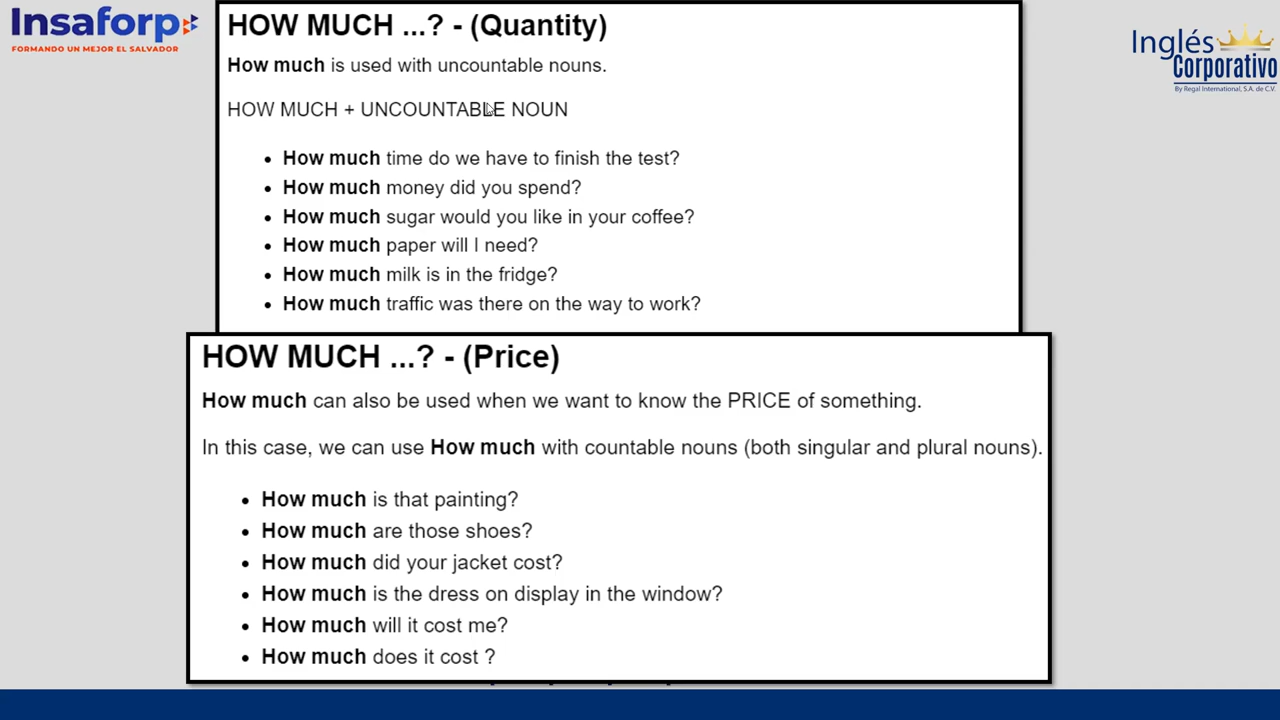 Insaforp
FORMANDO UN MEJOR EL SALVADOR
Inglés
Corporativo
By Regal International, S.A. de C.V.
HOW MUCH ...? - (Quantity)
How much is used with uncountable nouns.
HOW MUCH + UNCOUNTABLE NOUN
• How much time do we have to finish the test?
• How much money did you spend?
• How much sugar would you like in your coffee?
• How much paper will I need?
• How much milk is in the fridge?
• How much traffic was there on the way to work?
HOW MUCH ...? - (Price)
How much can also be used when we want to know the PRICE of something.
In this case, we can use How much with countable nouns (both singular and plural nouns).
• How much is that painting?
• How much are those shoes?
• How much did your jacket cost?
• How much is the dress on display in the window?
• How much will it cost me?
• How much does it cost ?